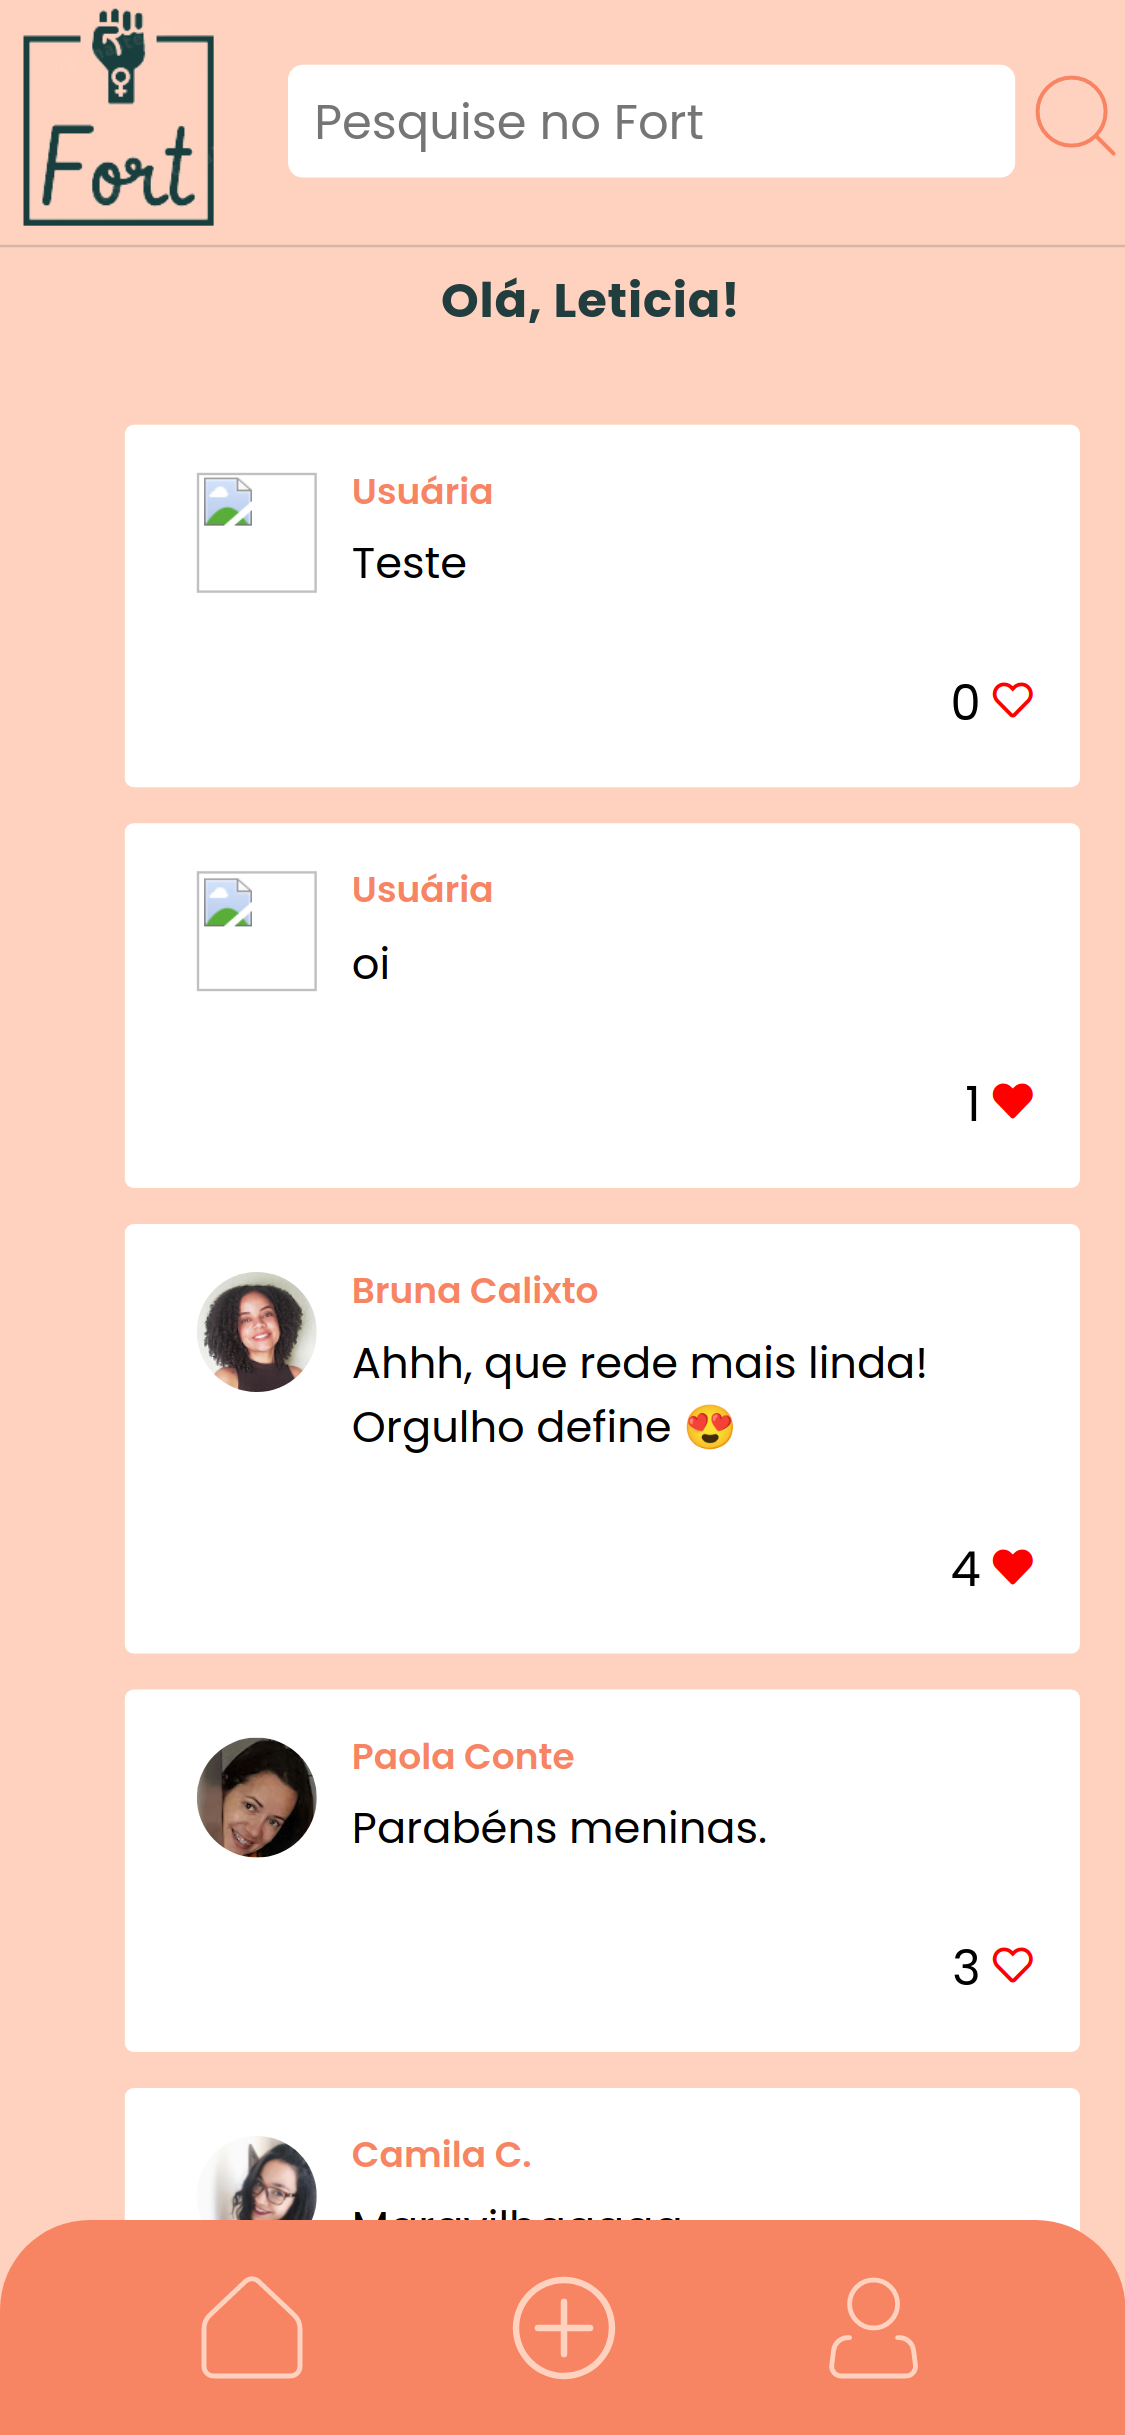 Fort
Pesquise no Fort
Olá, Leticia!
Usuária
Teste
0
Usuária
oi
1
Bruna Calixto
Ahhh, que rede mais linda!
Orgulho define 😍
4
Paola Conte
Parabéns meninas.
3
Camila C.